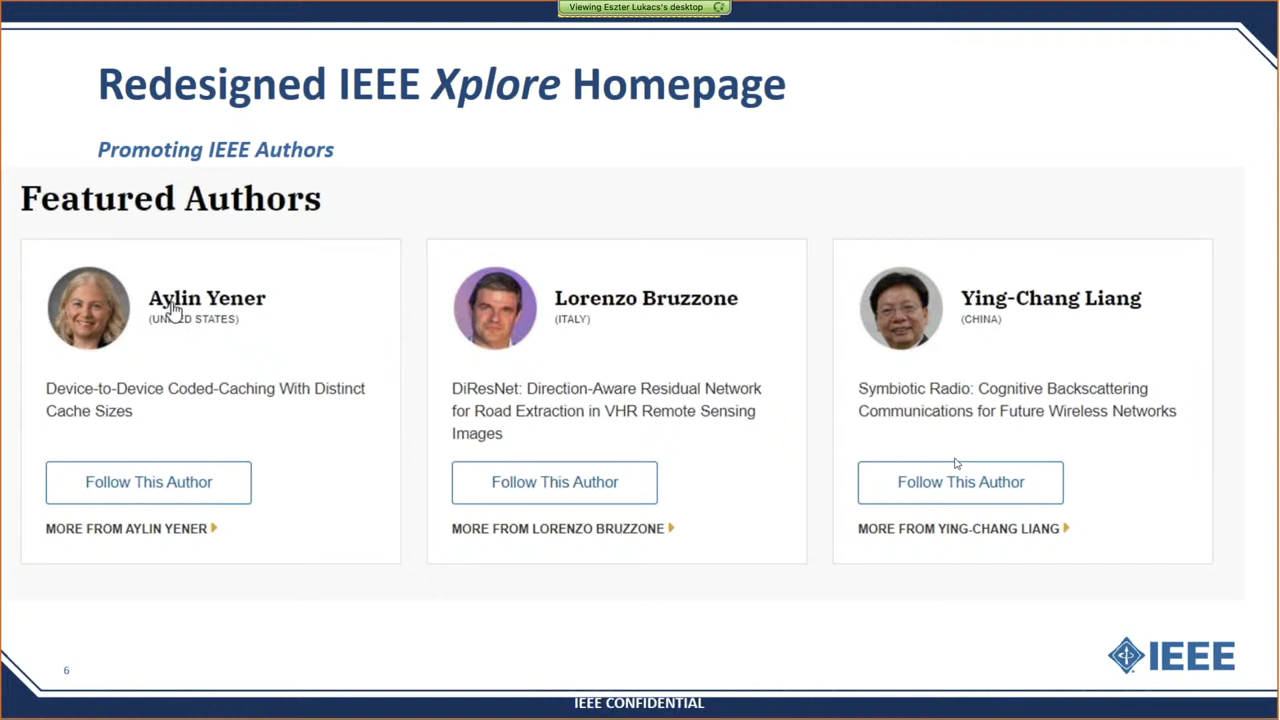 Viewing Eszter Lukacs's desktop
Redesigned IEEE Xplore Homepage
Promoting IEEE Authors
Featured Authors
Aylin Yener
(UNITED STATES)
Device-to-Device Coded-Caching With Distinct
Cache Sizes
Follow This Author
MORE FROM AYLIN YENER
Lorenzo Bruzzone
(ITALY)
DiResNet: Direction-Aware Residual Network
for Road Extraction in VHR Remote Sensing
Images
Follow This Author
MORE FROM LORENZO BRUZZONE
Ying-Chang Liang
(CHINA)
Symbiotic Radio: Cognitive Backscattering
Communications for Future Wireless Networks
Follow This Author
MORE FROM YING-CHANG LIANG
IEEE
6
IEEE CONFIDENTIAL